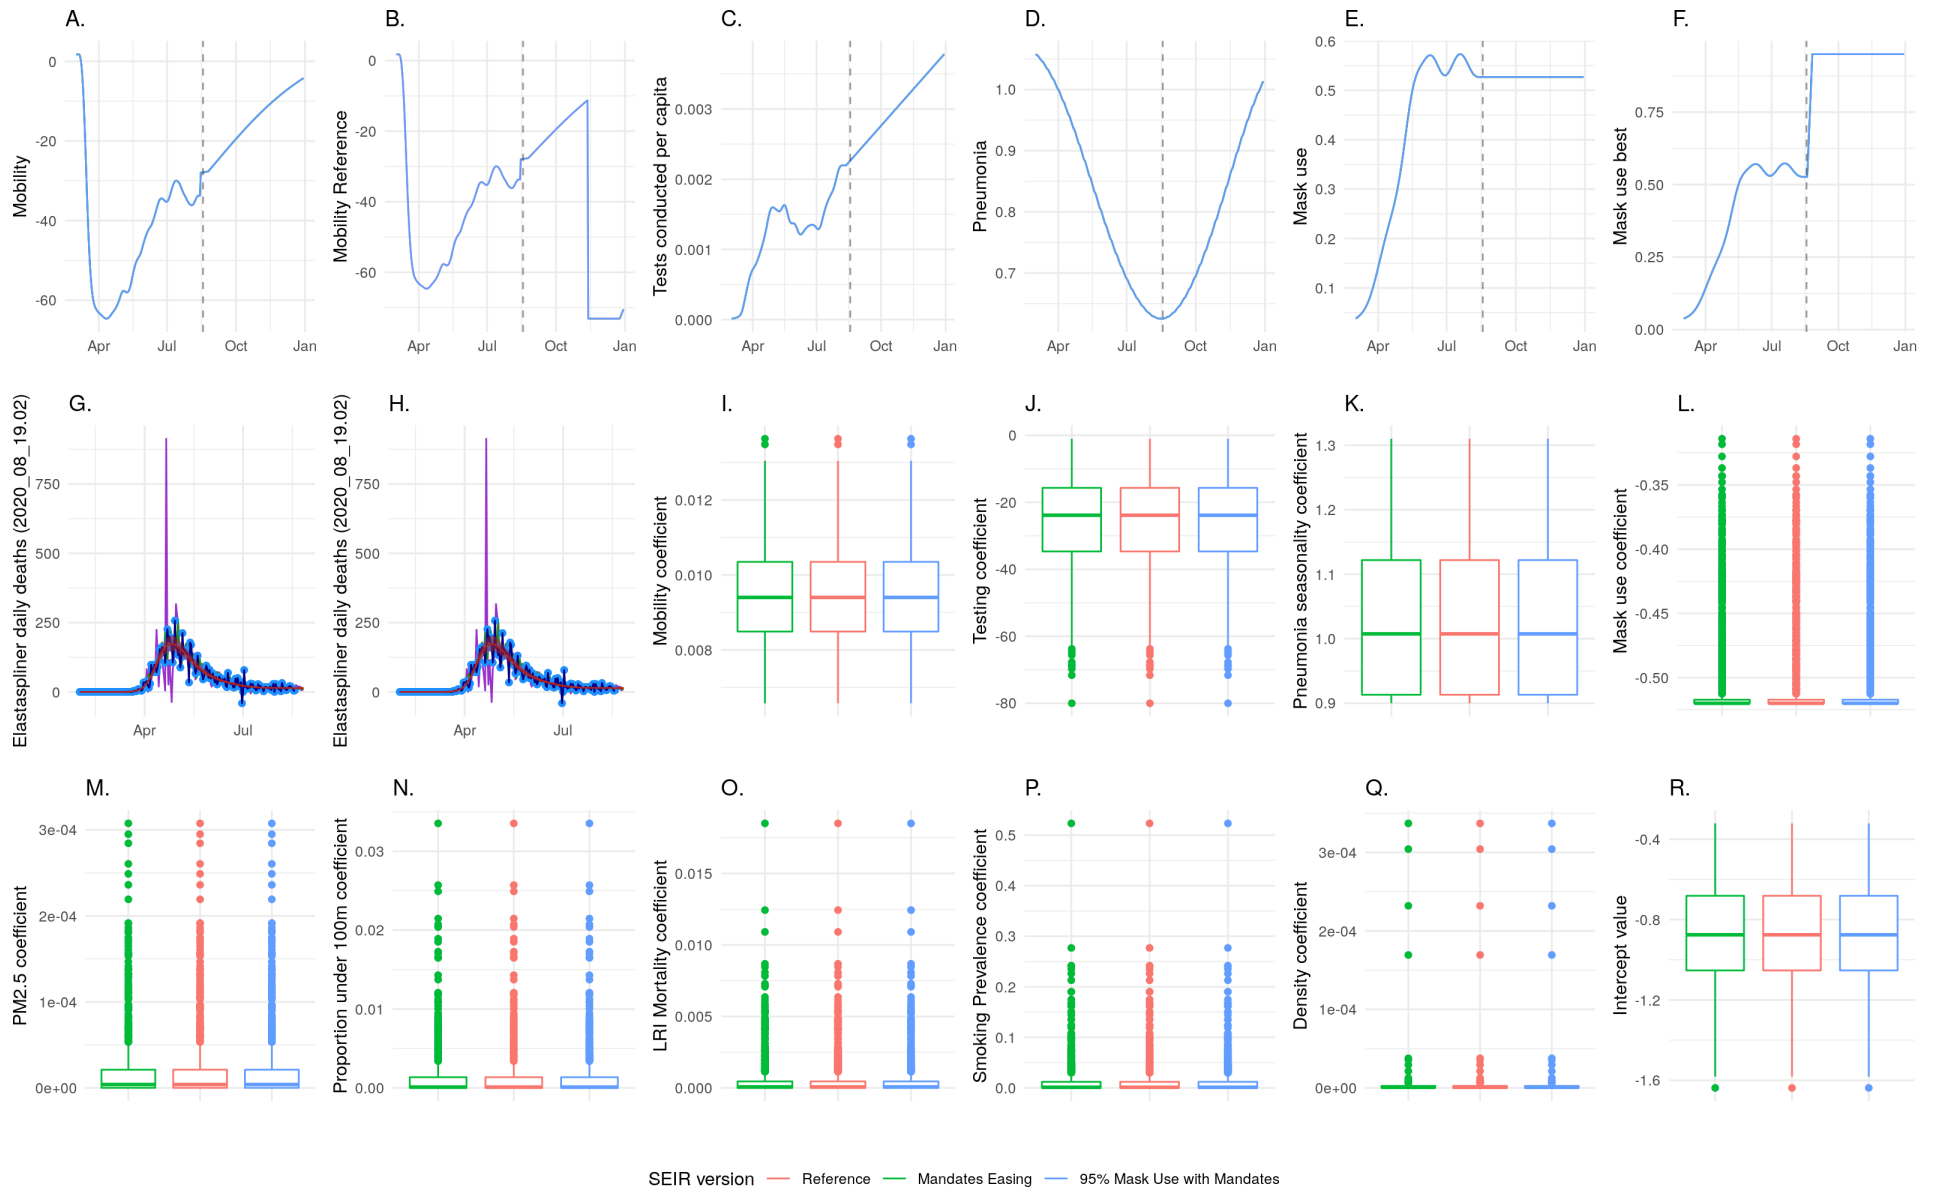 A.
Mobility
0
-20
-40
-60
Apr Jul Oct Jan
B.
Mobility Reference
0
-20
-40
-60
Apr Jul Oct Jan
C.
Tests conducted per capita
0.003
0.002
0.001
0.000
Apr Jul Oct Jan
D.
Pneumonia
1.0
0.9
0.8
0.7
Apr Jul Oct Jan
E.
Mask use
0.6
0.5
0.4
0.3
0.2
0.1
Apr Jul Oct Jan
F.
Mask use best
0.75
0.50
0.25
0.00
Apr Jul Oct Jan
G.
Elastaspliner daily deaths (2020_08_19.02)
750
500
250
0
Apr Jul
H.
Elastaspliner daily deaths (2020_08_19.02)
750
500
250
0
Apr Jul
I.
Mobility coefficient
0.012
0.010
0.008
J.
Testing coefficient
0
-20
-40
-60
-80
K.
Pneumonia seasonality coefficient
1.3
1.2
1.1
1.0
0.9
L.
Mask use coefficient
-0.35
-0.40
-0.45
-0.50
M.
PM2.5 coefficient
3e-04
2e-04
1e-04
0e+00
N.
Proportion under 100m coefficient
0.03
0.02
0.01
0.00
O.
LRI Mortality coefficient
0.015
0.010
0.005
0.000
P.
Smoking Prevalence coefficient
0.5
0.4
0.3
0.2
0.1
0.0
Q.
Density coefficient
3e-04
2e-04
1e-04
0e+00
R.
Intercept value
-0.4
-0.8
-1.2
-1.6
SEIR version Reference Mandates Easing 95% Mask Use with Mandates